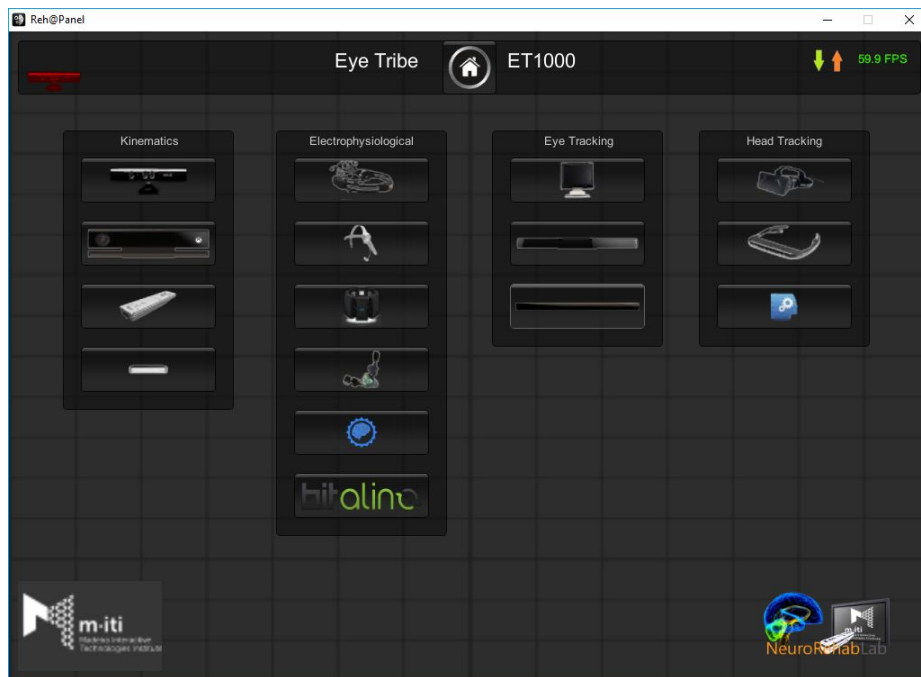 Reh@Panel
Eye Tribe ET1000
59.9 FPS
Kinematics
Electrophysiological
Eye Tracking
Head Tracking
bitalino
m·iti
Madeira Interactive
Technologies Institute
m·iti
NeuroRehabLab